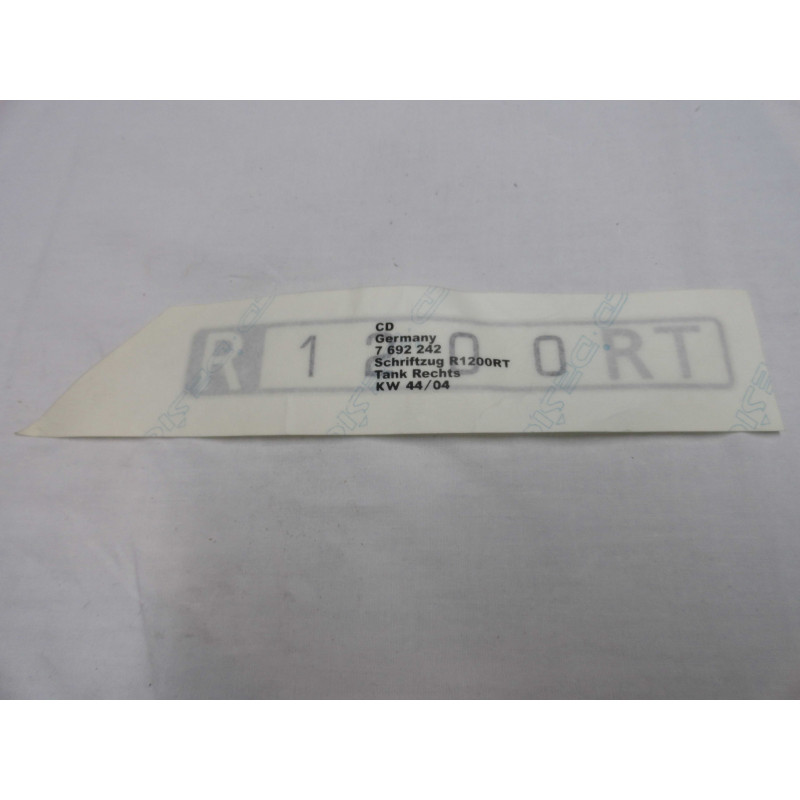 CD
Germany
7 692 242
Schriftzug R1200RT
Tank Rechts
KW 44/04
R 1 2 0 0 RT